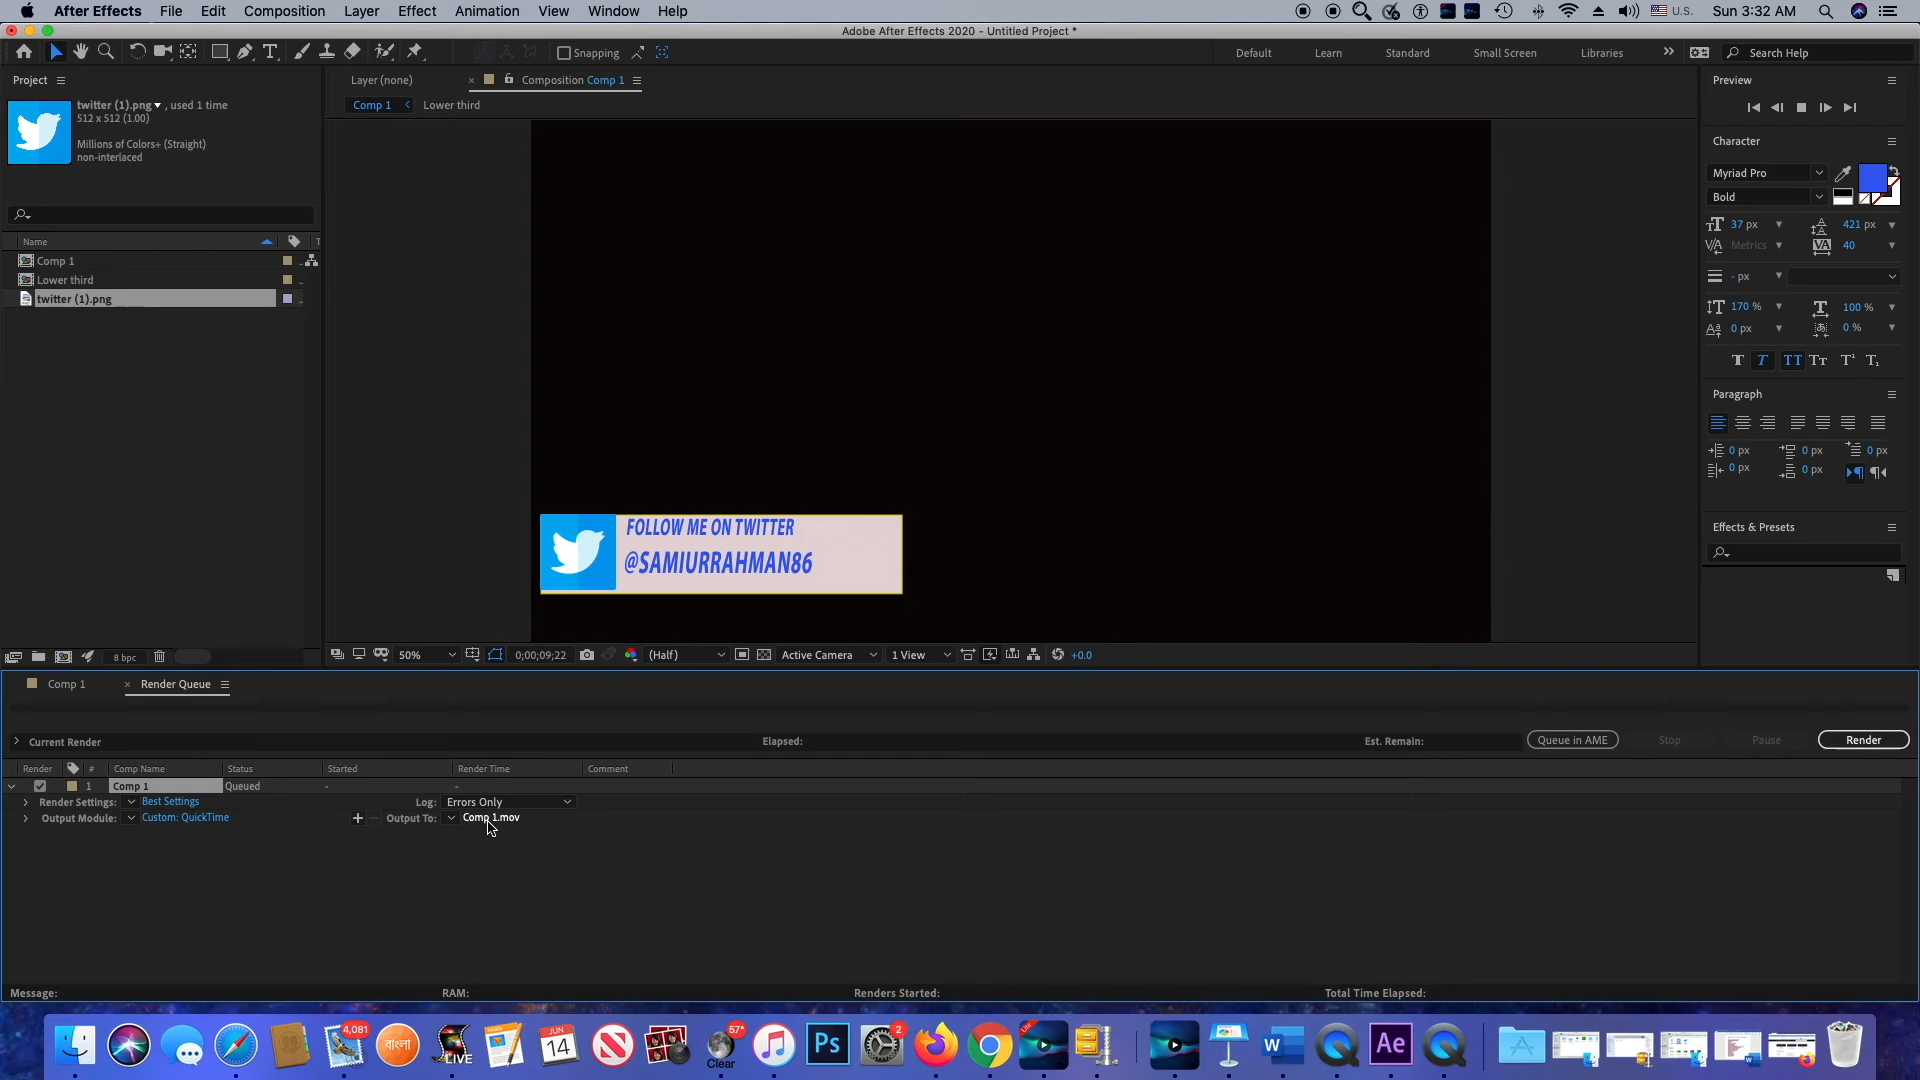 After Effects File Edit Composition Layer Effect Animation View Window Help
U.S. Sun 3:32 AM
Adobe After Effects 2020 - Untitled Project *
Snapping
Default Learn Standard Small Screen Libraries Search Help
Project
twitter (1).png , used 1 time
512 x 512 (1.00)
Millions of Colors+ (Straight)
non-interlaced
Name
Comp 1
Lower third
twitter (1).png
8 bpc
Layer (none)
Composition Comp 1
Comp 1 Lower third
FOLLOW ME ON TWITTER
@SAMIURRAHMAN86
50% 0;00;09;22 (Half) Active Camera 1 View +0.0
Preview
Character
Myriad Pro
Bold
37 px 421 px
Metrics 40
- px
170 % 100 %
0 px 0 %
Paragraph
0 px 0 px 0 px
0 px 0 px
Effects & Presets
Comp 1 Render Queue
Current Render Elapsed: Est. Remain: Queue in AME Stop Pause Render
Render # Comp Name Status Started Render Time Comment
1 Comp 1 Queued - -
Render Settings: Best Settings Log: Errors Only
Output Module: Custom: QuickTime Output To: Comp 1.mov
Message: RAM: Renders Started: Total Time Elapsed:
4,081
বাংলা
LIVE
PAGES
JUN
14
57°
Clear
Ps
2
Lite
W
Ae